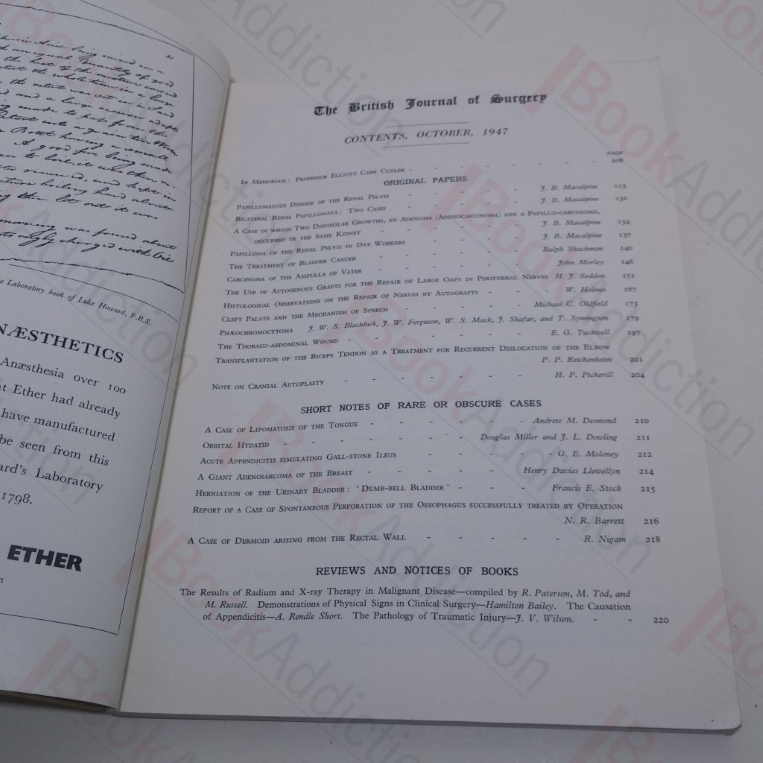 e Laboratory book of Luke Howard, F.R.S.
NÆSTHETICS
Anæsthesia over 100
t Ether had already
have manufactured
be seen from this
ard's Laboratory
1798.
ETHER
The British Journal of Surgery
CONTENTS, OCTOBER, 1947
PAGE
IN MEMORIAM: PROFESSOR ELLIOTT CARR CUTLER - - - - - - 208
ORIGINAL PAPERS
PAPILLOMATOUS DISEASE OF THE RENAL PELVIS - - - J. B. Macalpine 113
BILATERAL RENAL PAPILLOMATA: TWO CASES - - - J. B. Macalpine 132
A CASE IN WHICH TWO DISSIMILAR GROWTHS, AN ADENOMA (ADENOCARCINOMA) AND A PAPILLO-CARCINOMA,
OCCURRED IN THE SAME KIDNEY - - - J. B. Macalpine 134
PAPILLOMA OF THE RENAL PELVIS IN DYE WORKERS - - J. B. Macalpine 137
THE TREATMENT OF BLADDER CANCER - - - Ralph Shackman 140
CARCINOMA OF THE AMPULLA OF VATER - - - John Morley 146
THE USE OF AUTOGENOUS GRAFTS FOR THE REPAIR OF LARGE GAPS IN PERIPHERAL NERVES H. J. Seddon 151
HISTOLOGICAL OBSERVATIONS ON THE REPAIR OF NERVES BY AUTOGRAFTS - W. Holmes 167
CLEFT PALATE AND THE MECHANISM OF SPEECH - - Michael C. Oldfield 173
PHÆOCHROMOCYTOMA J. W. S. Blacklock, J. W. Ferguson, W. S. Mack, J. Shafar, and T. Symington 179
THE THORACO-ABDOMINAL WOUND - - - E. G. Tuckwell 197
TRANSPLANTATION OF THE BICEPS TENDON AS A TREATMENT FOR RECURRENT DISLOCATION OF THE ELBOW
P. P. Reichenheim 201
NOTE ON CRANIAL AUTOPLASTY - - - - H. P. Pickerill 204
SHORT NOTES OF RARE OR OBSCURE CASES
A CASE OF LIPOMATOSIS OF THE TONGUE - - - - Andrew M. Desmond 210
ORBITAL HYDATID - - - - - Douglas Miller and J. L. Dowling 211
ACUTE APPENDICITIS SIMULATING GALL-STONE ILEUS - - - - G. E. Moloney 212
A GIANT ADENOSARCOMA OF THE BREAST - - - - Henry Davies Llewellyn 214
HERNIATION OF THE URINARY BLADDER: 'DUMB-BELL BLADDER' - - - Francis E. Stock 215
REPORT OF A CASE OF SPONTANEOUS PERFORATION OF THE OESOPHAGUS SUCCESSFULLY TREATED BY OPERATION
N. R. Barrett 216
A CASE OF DERMOID ARISING FROM THE RECTAL WALL - - - - - R. Nigam 218
REVIEWS AND NOTICES OF BOOKS
The Results of Radium and X-ray Therapy in Malignant Disease—compiled by R. Paterson, M. Tod, and
M. Russell. Demonstrations of Physical Signs in Clinical Surgery—Hamilton Bailey. The Causation
of Appendicitis—A. Rendle Short. The Pathology of Traumatic Injury—J. V. Wilson. - - 220